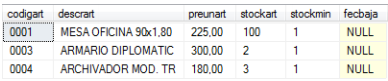 codigart descrart preunart stockart stockmin fecbaja
0001 MESA OFICINA 90x1,80 225,00 100 1 NULL
0003 ARMARIO DIPLOMATIC 300,00 2 1 NULL
0004 ARCHIVADOR MOD. TR 180,00 3 1 NULL